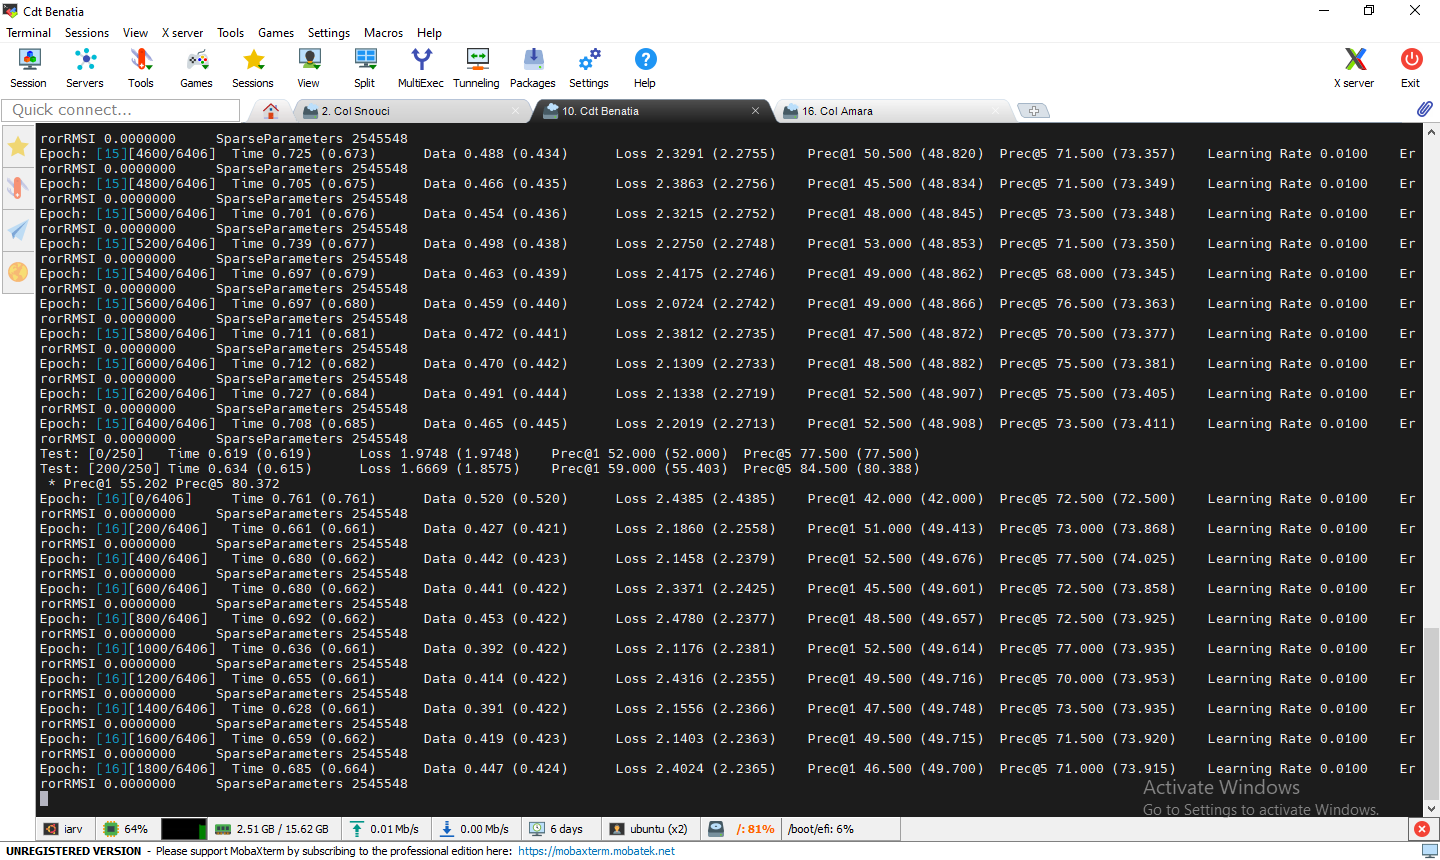 Cdt Benatia
Terminal Sessions View X server Tools Games Settings Macros Help
Session Servers Tools Games Sessions View Split MultiExec Tunneling Packages Settings Help X server Exit
Quick connect... 2. Col Snouci 10. Cdt Benatia 16. Col Amara
rorRMSI 0.0000000 SparseParameters 2545548
Epoch: [15][4600/6406] Time 0.725 (0.673) Data 0.488 (0.434) Loss 2.3291 (2.2755) Prec@1 50.500 (48.820) Prec@5 71.500 (73.357) Learning Rate 0.0100 Er
rorRMSI 0.0000000 SparseParameters 2545548
Epoch: [15][4800/6406] Time 0.705 (0.675) Data 0.466 (0.435) Loss 2.3863 (2.2756) Prec@1 45.500 (48.834) Prec@5 71.500 (73.349) Learning Rate 0.0100 Er
rorRMSI 0.0000000 SparseParameters 2545548
Epoch: [15][5000/6406] Time 0.701 (0.676) Data 0.454 (0.436) Loss 2.3215 (2.2752) Prec@1 48.000 (48.845) Prec@5 73.500 (73.348) Learning Rate 0.0100 Er
rorRMSI 0.0000000 SparseParameters 2545548
Epoch: [15][5200/6406] Time 0.739 (0.677) Data 0.498 (0.438) Loss 2.2750 (2.2748) Prec@1 53.000 (48.853) Prec@5 71.500 (73.350) Learning Rate 0.0100 Er
rorRMSI 0.0000000 SparseParameters 2545548
Epoch: [15][5400/6406] Time 0.697 (0.679) Data 0.463 (0.439) Loss 2.4175 (2.2746) Prec@1 49.000 (48.862) Prec@5 68.000 (73.345) Learning Rate 0.0100 Er
rorRMSI 0.0000000 SparseParameters 2545548
Epoch: [15][5600/6406] Time 0.697 (0.680) Data 0.459 (0.440) Loss 2.0724 (2.2742) Prec@1 49.000 (48.866) Prec@5 76.500 (73.363) Learning Rate 0.0100 Er
rorRMSI 0.0000000 SparseParameters 2545548
Epoch: [15][5800/6406] Time 0.711 (0.681) Data 0.472 (0.441) Loss 2.3812 (2.2735) Prec@1 47.500 (48.872) Prec@5 70.500 (73.377) Learning Rate 0.0100 Er
rorRMSI 0.0000000 SparseParameters 2545548
Epoch: [15][6000/6406] Time 0.712 (0.682) Data 0.470 (0.442) Loss 2.1309 (2.2733) Prec@1 48.500 (48.882) Prec@5 75.500 (73.381) Learning Rate 0.0100 Er
rorRMSI 0.0000000 SparseParameters 2545548
Epoch: [15][6200/6406] Time 0.727 (0.684) Data 0.491 (0.444) Loss 2.1338 (2.2719) Prec@1 52.500 (48.907) Prec@5 75.500 (73.405) Learning Rate 0.0100 Er
rorRMSI 0.0000000 SparseParameters 2545548
Epoch: [15][6400/6406] Time 0.708 (0.685) Data 0.465 (0.445) Loss 2.2019 (2.2713) Prec@1 52.500 (48.908) Prec@5 73.500 (73.411) Learning Rate 0.0100 Er
rorRMSI 0.0000000 SparseParameters 2545548
Test: [0/250] Time 0.619 (0.619) Loss 1.9748 (1.9748) Prec@1 52.000 (52.000) Prec@5 77.500 (77.500)
Test: [200/250] Time 0.634 (0.615) Loss 1.6669 (1.8575) Prec@1 59.000 (55.403) Prec@5 84.500 (80.388)
* Prec@1 55.202 Prec@5 80.372
Epoch: [16][0/6406] Time 0.761 (0.761) Data 0.520 (0.520) Loss 2.4385 (2.4385) Prec@1 42.000 (42.000) Prec@5 72.500 (72.500) Learning Rate 0.0100 Er
rorRMSI 0.0000000 SparseParameters 2545548
Epoch: [16][200/6406] Time 0.661 (0.661) Data 0.427 (0.421) Loss 2.1860 (2.2558) Prec@1 51.000 (49.413) Prec@5 73.000 (73.868) Learning Rate 0.0100 Er
rorRMSI 0.0000000 SparseParameters 2545548
Epoch: [16][400/6406] Time 0.680 (0.662) Data 0.442 (0.423) Loss 2.1458 (2.2379) Prec@1 52.500 (49.676) Prec@5 77.500 (74.025) Learning Rate 0.0100 Er
rorRMSI 0.0000000 SparseParameters 2545548
Epoch: [16][600/6406] Time 0.680 (0.662) Data 0.441 (0.422) Loss 2.3371 (2.2425) Prec@1 45.500 (49.601) Prec@5 72.500 (73.858) Learning Rate 0.0100 Er
rorRMSI 0.0000000 SparseParameters 2545548
Epoch: [16][800/6406] Time 0.692 (0.662) Data 0.453 (0.422) Loss 2.4780 (2.2377) Prec@1 48.500 (49.657) Prec@5 72.500 (73.925) Learning Rate 0.0100 Er
rorRMSI 0.0000000 SparseParameters 2545548
Epoch: [16][1000/6406] Time 0.636 (0.661) Data 0.392 (0.422) Loss 2.1176 (2.2381) Prec@1 52.500 (49.614) Prec@5 77.000 (73.935) Learning Rate 0.0100 Er
rorRMSI 0.0000000 SparseParameters 2545548
Epoch: [16][1200/6406] Time 0.655 (0.661) Data 0.414 (0.422) Loss 2.4316 (2.2355) Prec@1 49.500 (49.716) Prec@5 70.000 (73.953) Learning Rate 0.0100 Er
rorRMSI 0.0000000 SparseParameters 2545548
Epoch: [16][1400/6406] Time 0.628 (0.661) Data 0.391 (0.422) Loss 2.1556 (2.2366) Prec@1 47.500 (49.748) Prec@5 73.500 (73.935) Learning Rate 0.0100 Er
rorRMSI 0.0000000 SparseParameters 2545548
Epoch: [16][1600/6406] Time 0.659 (0.662) Data 0.419 (0.423) Loss 2.1403 (2.2363) Prec@1 49.500 (49.715) Prec@5 71.500 (73.920) Learning Rate 0.0100 Er
rorRMSI 0.0000000 SparseParameters 2545548
Epoch: [16][1800/6406] Time 0.685 (0.664) Data 0.447 (0.424) Loss 2.4024 (2.2365) Prec@1 46.500 (49.700) Prec@5 71.000 (73.915) Learning Rate 0.0100 Er
rorRMSI 0.0000000 SparseParameters 2545548
Activate Windows
Go to Settings to activate Windows.
iarv 64% 2.51 GB / 15.62 GB 0.01 Mb/s 0.00 Mb/s 6 days ubuntu (x2) /: 81% /boot/efi: 6%
UNREGISTERED VERSION - Please support MobaXterm by subscribing to the professional edition here: https://mobaxterm.mobatek.net